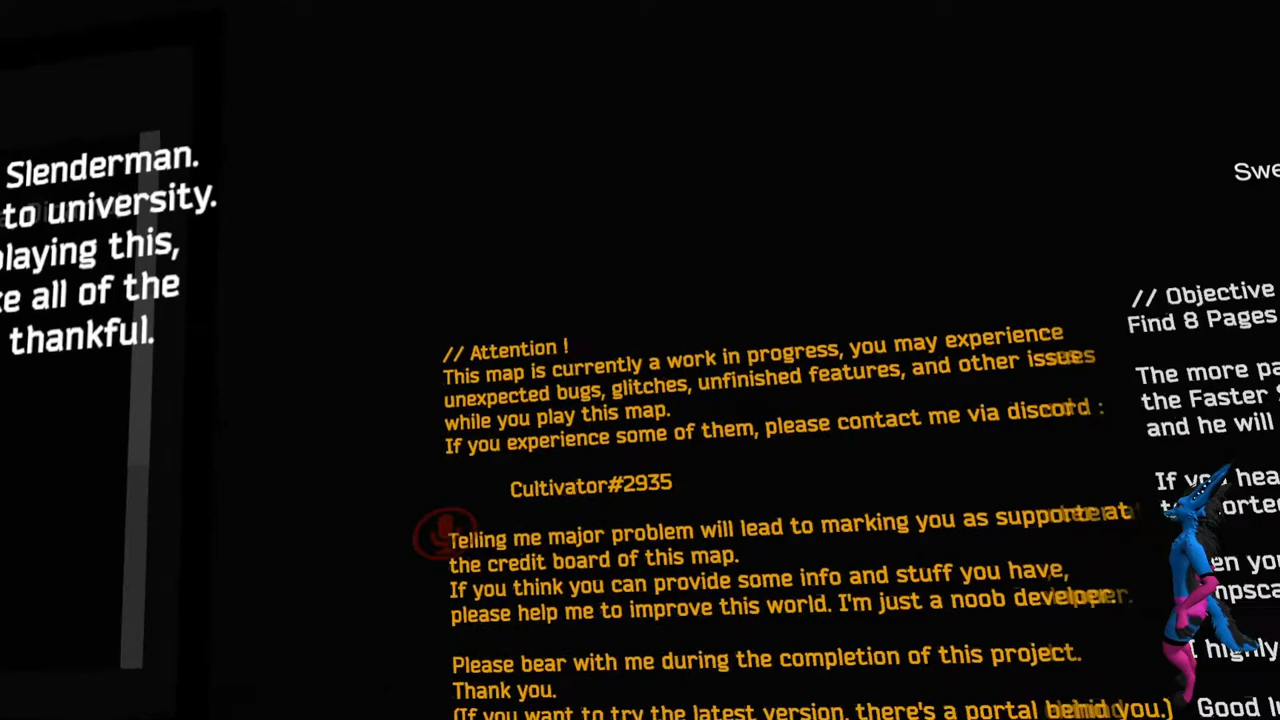 Slenderman.
to university.
playing this,
all of the
thankful.
// Attention !
This map is currently a work in progress, you may experience
unexpected bugs, glitches, unfinished features, and other issues
while you play this map.
If you experience some of them, please contact me via discord :
Cultivator#2935
Telling me major problem will lead to marking you as supporter at
the credit board of this map.
If you think you can provide some info and stuff you have,
please help me to improve this world. I'm just a noob developer.
Please bear with me during the completion of this project.
Thank you.
(If you want to try the latest version, there's a portal behind you.)
Swe
// Objective
Find 8 Pages
The more pa
the Faster
and he will
If you hea
I highly
Good l